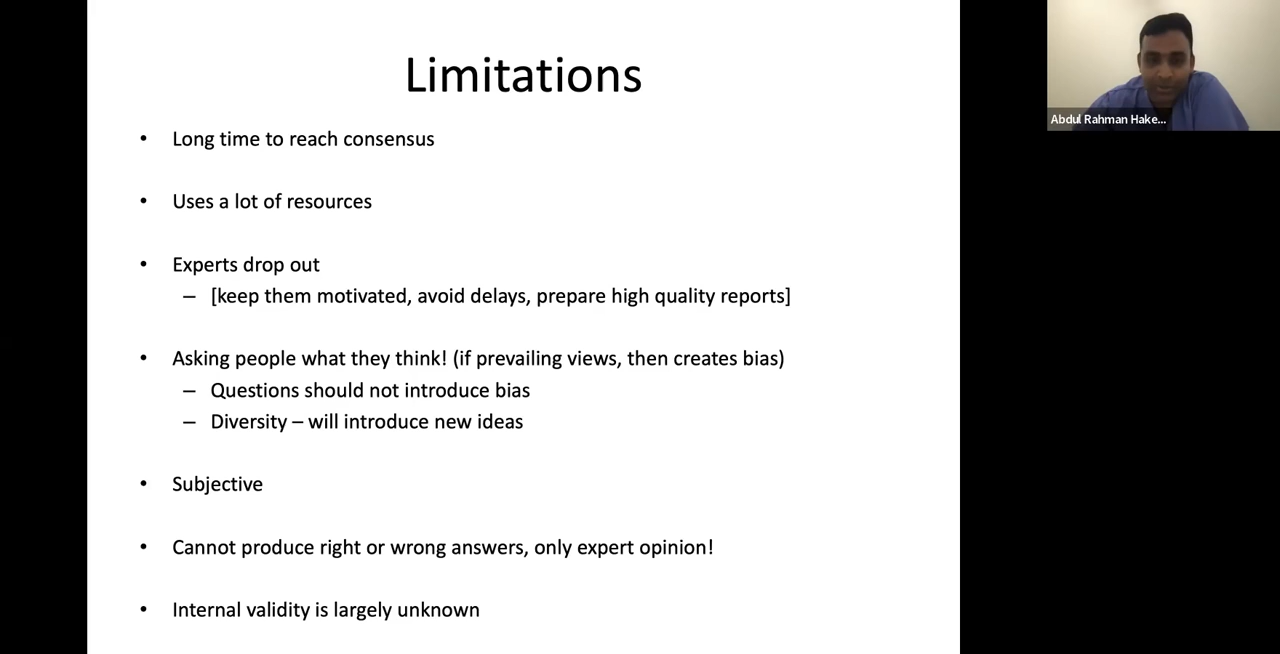 Limitations
• Long time to reach consensus
• Uses a lot of resources
• Experts drop out
– [keep them motivated, avoid delays, prepare high quality reports]
• Asking people what they think! (if prevailing views, then creates bias)
– Questions should not introduce bias
– Diversity – will introduce new ideas
• Subjective
• Cannot produce right or wrong answers, only expert opinion!
• Internal validity is largely unknown
Abdul Rahman Hake...